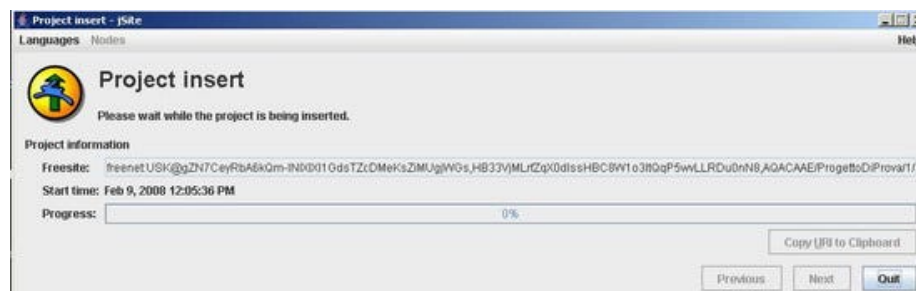 Project insert - jSite
Languages Nodes Hel
Project insert
Please wait while the project is being inserted.
Project information
Freesite:
Start time: Feb 9, 2008 12:05:36 PM
Progress: 0%
Copy URI to Clipboard
Previous Next Quit